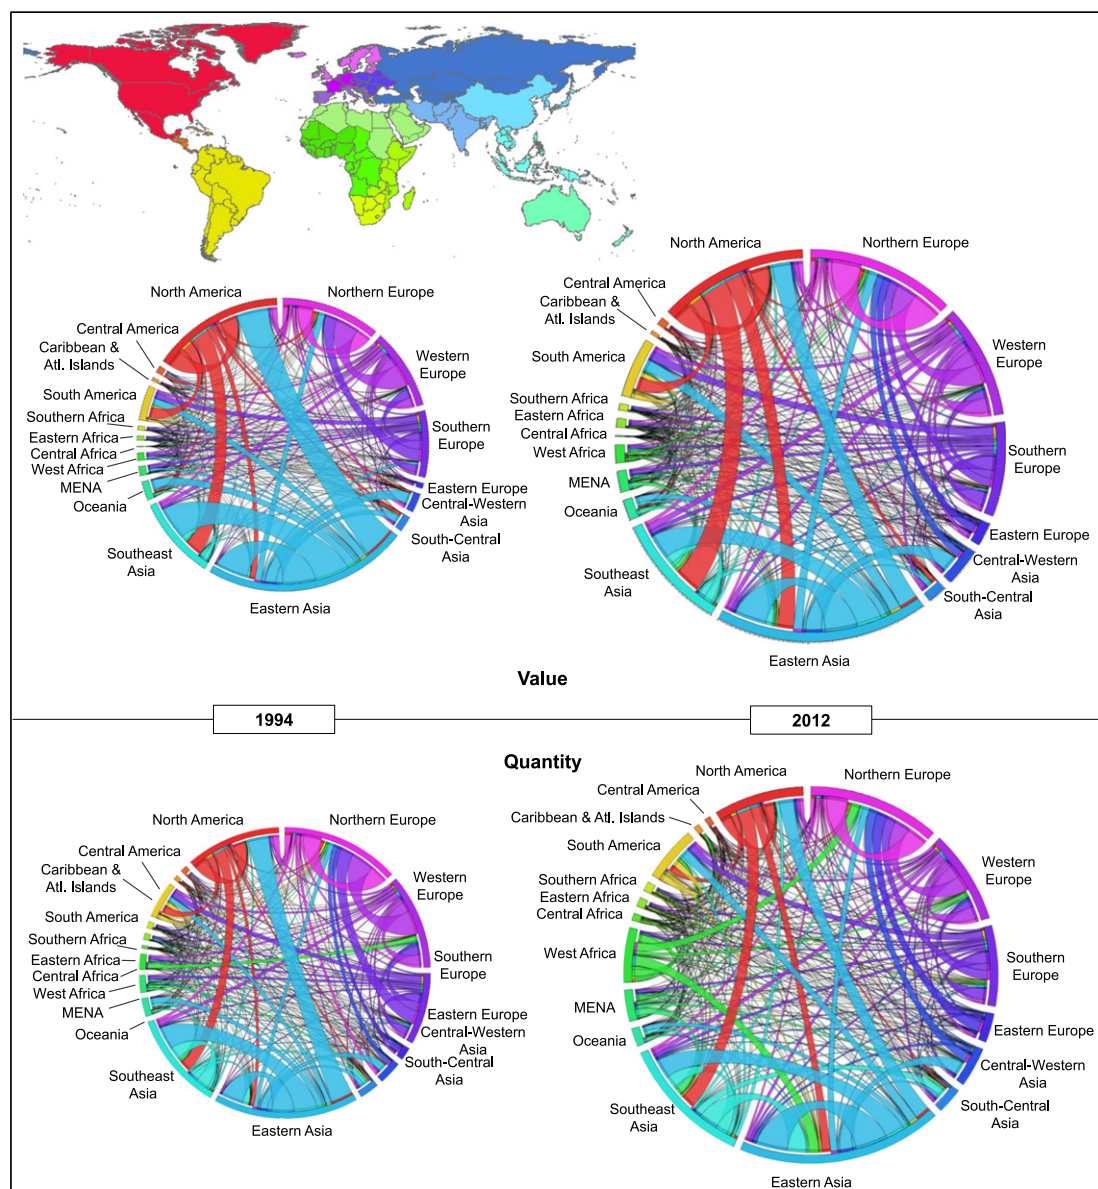 North America
Northern Europe
Central America
Caribbean &
Atl. Islands
South America
Southern Africa
Eastern Africa
Central Africa
West Africa
MENA
Oceania
Southeast
Asia
Eastern Asia
South-Central
Asia
Central-Western
Asia
Eastern Europe
Southern
Europe
Western
Europe
North America
Northern Europe
Central America
Caribbean &
Atl. Islands
South America
Southern Africa
Eastern Africa
Central Africa
West Africa
MENA
Oceania
Southeast
Asia
Eastern Asia
South-Central
Asia
Central-Western
Asia
Eastern Europe
Southern
Europe
Western
Europe
Value
1994
2012
Quantity
North America
Northern Europe
Central America
Caribbean &
Atl. Islands
South America
Southern Africa
Eastern Africa
Central Africa
West Africa
MENA
Oceania
Southeast
Asia
Eastern Asia
South-Central
Asia
Eastern Europe
Central-Western
Asia
Southern
Europe
Western
Europe
North America
Northern Europe
Central America
Caribbean & Atl. Islands
South America
Southern Africa
Eastern Africa
Central Africa
West Africa
MENA
Oceania
Southeast
Asia
Eastern Asia
South-Central
Asia
Central-Western
Asia
Eastern Europe
Southern
Europe
Western
Europe